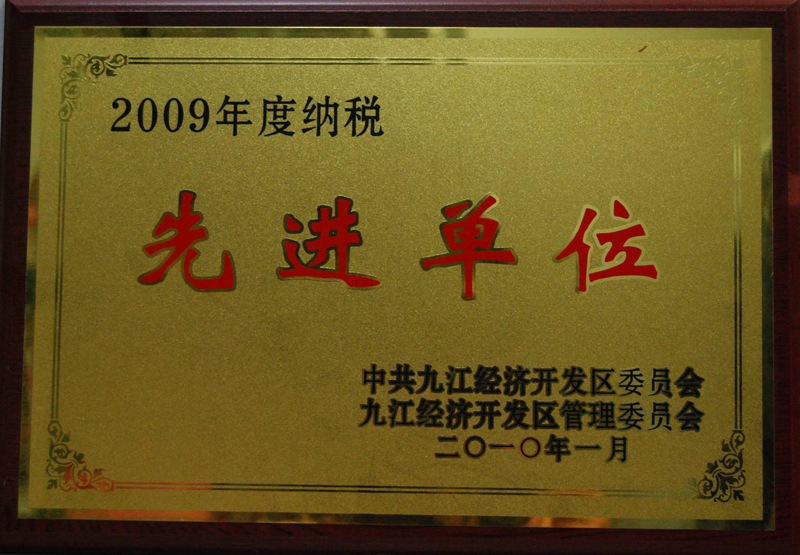 2009年度纳税
先进单位
中共九江经济开发区委员会
九江经济开发区管理委员会
二〇一〇年一月